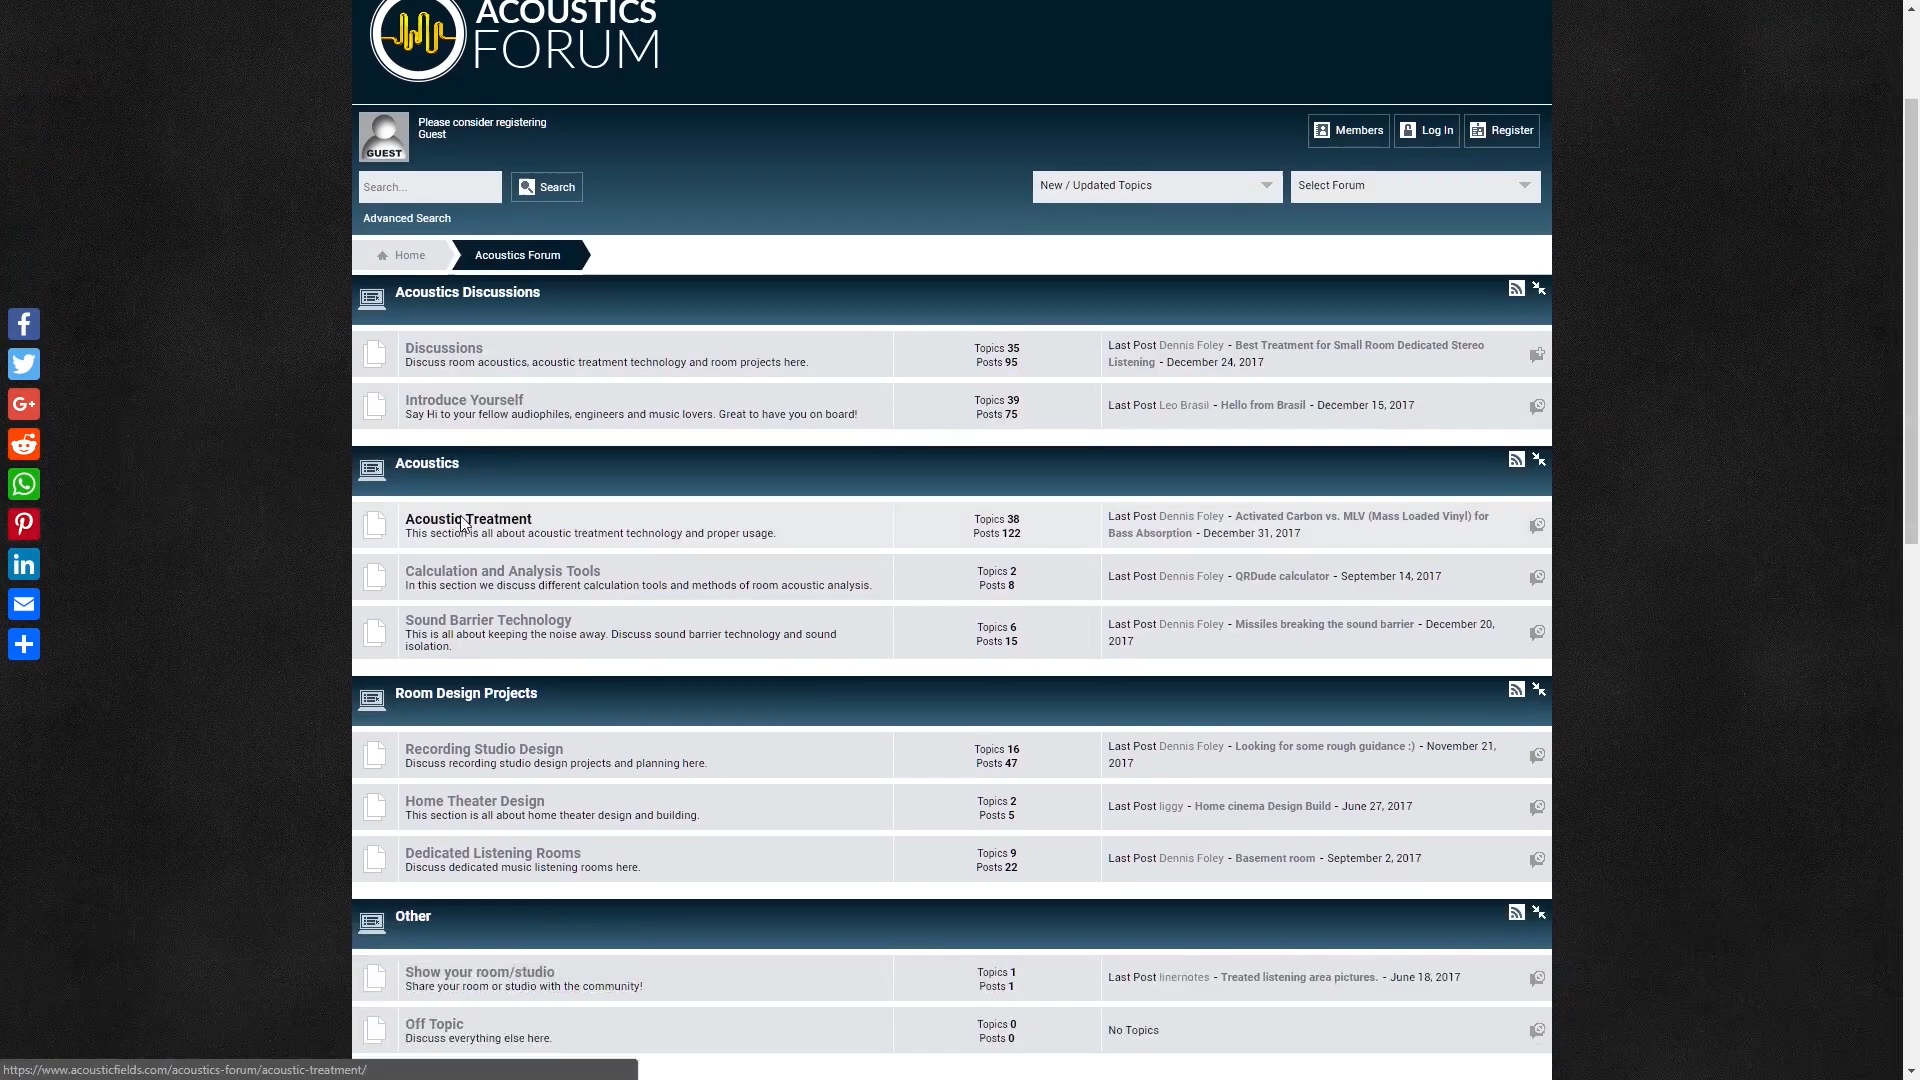 ACOUSTICS
FORUM
GUEST
Please consider registering
Guest
Members
Log In
Register
Search...
Search
New / Updated Topics
Select Forum
Advanced Search
Home
Acoustics Forum
Acoustics Discussions
Discussions
Discuss room acoustics, acoustic treatment technology and room projects here.
Topics 35
Posts 95
Last Post Dennis Foley - Best Treatment for Small Room Dedicated Stereo
Listening - December 24, 2017
Introduce Yourself
Say Hi to your fellow audiophiles, engineers and music lovers. Great to have you on board!
Topics 39
Posts 75
Last Post Leo Brasil - Hello from Brasil - December 15, 2017
Acoustics
Acoustic Treatment
This section is all about acoustic treatment technology and proper usage.
Topics 38
Posts 122
Last Post Dennis Foley - Activated Carbon vs. MLV (Mass Loaded Vinyl) for
Bass Absorption - December 31, 2017
Calculation and Analysis Tools
In this section we discuss different calculation tools and methods of room acoustic analysis.
Topics 2
Posts 8
Last Post Dennis Foley - QRDude calculator - September 14, 2017
Sound Barrier Technology
This is all about keeping the noise away. Discuss sound barrier technology and sound
isolation.
Topics 6
Posts 15
Last Post Dennis Foley - Missiles breaking the sound barrier - December 20,
2017
Room Design Projects
Recording Studio Design
Discuss recording studio design projects and planning here.
Topics 16
Posts 47
Last Post Dennis Foley - Looking for some rough guidance :) - November 21,
2017
Home Theater Design
This section is all about home theater design and building.
Topics 2
Posts 5
Last Post liggy - Home cinema Design Build - June 27, 2017
Dedicated Listening Rooms
Discuss dedicated music listening rooms here.
Topics 9
Posts 22
Last Post Dennis Foley - Basement room - September 2, 2017
Other
Show your room/studio
Share your room or studio with the community!
Topics 1
Posts 1
Last Post linernotes - Treated listening area pictures. - June 18, 2017
Off Topic
Discuss everything else here.
Topics 0
Posts 0
No Topics
https://www.acousticfields.com/acoustics-forum/acoustic-treatment/